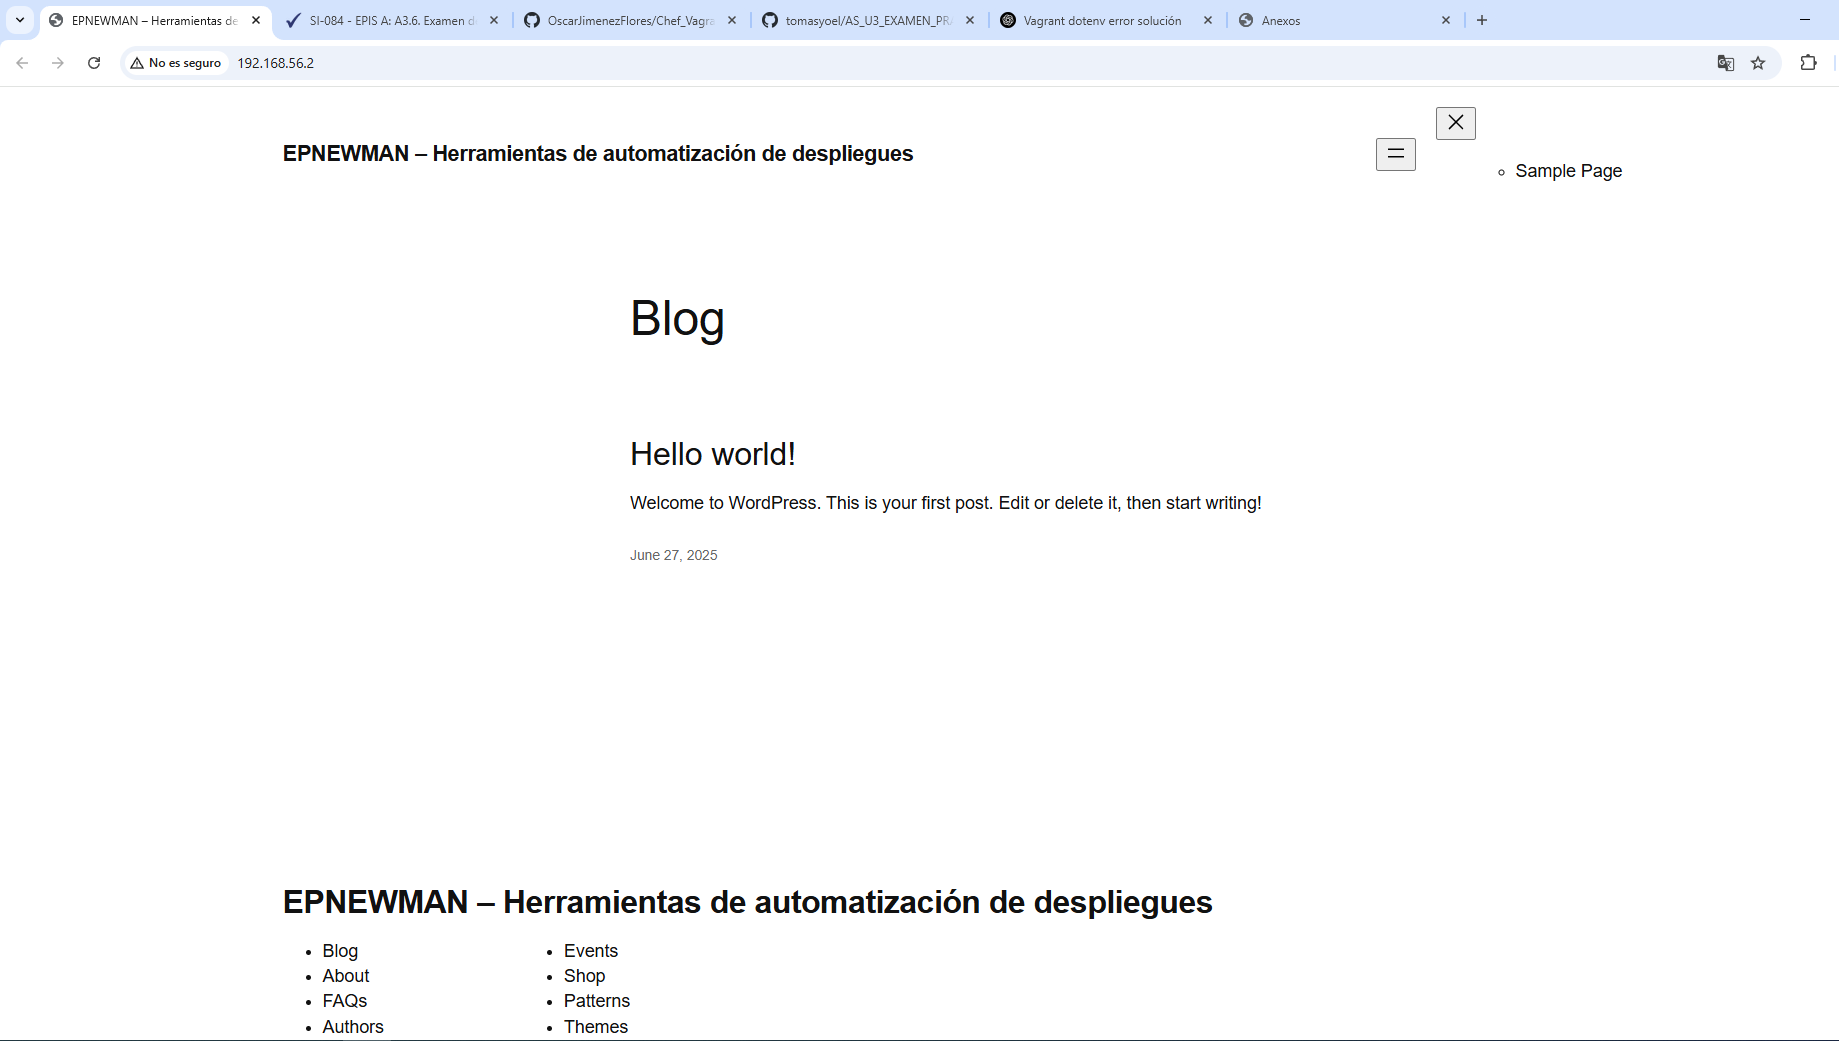 EPNEWMAN – Herramientas de
SI-084 - EPIS A: A3.6. Examen d
OscarJimenezFlores/Chef_Vagra
tomasyoel/AS_U3_EXAMEN_PR
Vagrant dotenv error solución
Anexos
No es seguro
192.168.56.2
EPNEWMAN – Herramientas de automatización de despliegues
Sample Page
Blog
Hello world!
Welcome to WordPress. This is your first post. Edit or delete it, then start writing!
June 27, 2025
EPNEWMAN – Herramientas de automatización de despliegues
Blog
About
FAQs
Authors
Events
Shop
Patterns
Themes